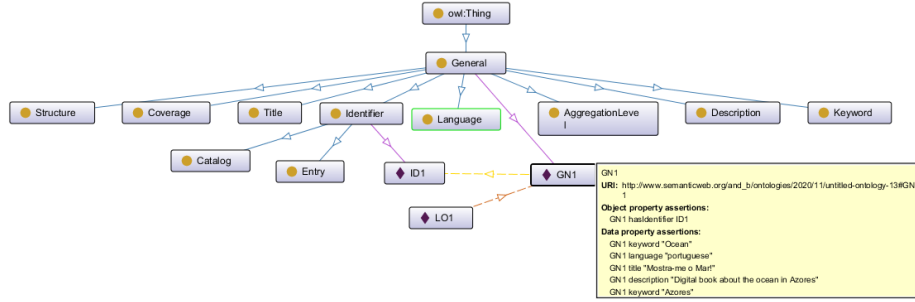 owl:Thing
General
Structure
Coverage
Title
Identifier
Language
AggregationLeve
l
Description
Keyword
Catalog
Entry
ID1
GN1
LO1
GN1
URI: http://www.semanticweb.org/and_b/ontologies/2020/11/untitled-ontology-13#GN
1
Object property assertions:
GN1 hasIdentifier ID1
Data property assertions:
GN1 keyword "Ocean"
GN1 language "portuguese"
GN1 title "Mostra-me o Mar!"
GN1 description "Digital book about the ocean in Azores"
GN1 keyword "Azores"